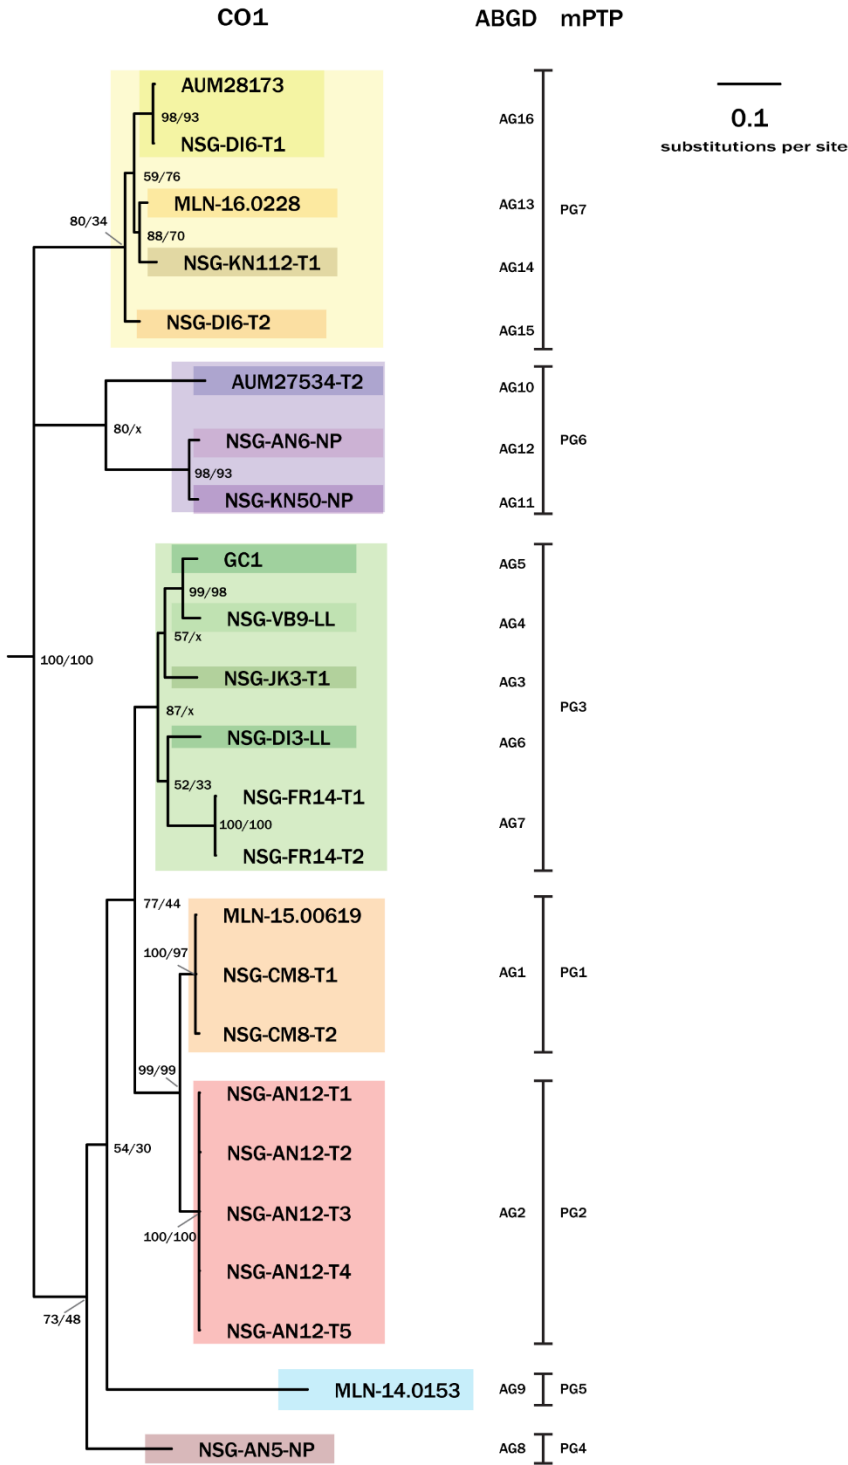 CO1 ABGD mPTP
AUM28173
98/93
AG16
0.1
NSG-DI6-T1
substitutions per site
59/76
MLN-16.0228
AG13
PG7
80/34
88/70
NSG-KN112-T1
AG14
NSG-DI6-T2
AG15
AUM27534-T2
AG10
80/x
NSG-AN6-NP
AG12
PG6
98/93
NSG-KN50-NP
AG11
GC1
AG5
99/98
NSG-VB9-LL
AG4
57/x
100/100
NSG-JK3-T1
AG3
87/x
PG3
NSG-DI3-LL
AG6
52/33
NSG-FR14-T1
100/100
AG7
NSG-FR14-T2
77/44
MLN-15.00619
100/97
NSG-CM8-T1
AG1
PG1
NSG-CM8-T2
99/99
NSG-AN12-T1
54/30
NSG-AN12-T2
NSG-AN12-T3
AG2
PG2
100/100
NSG-AN12-T4
73/48
NSG-AN12-T5
MLN-14.0153
AG9
PG5
NSG-AN5-NP
AG8
PG4